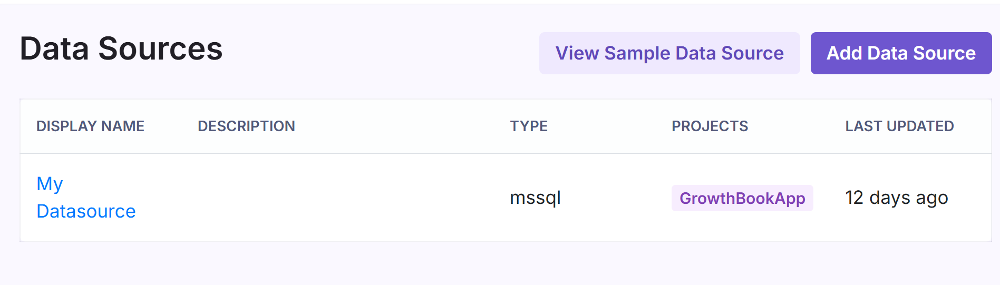 Data Sources
View Sample Data Source
Add Data Source
DISPLAY NAME DESCRIPTION TYPE PROJECTS LAST UPDATED
My
Datasource
mssql GrowthBookApp 12 days ago